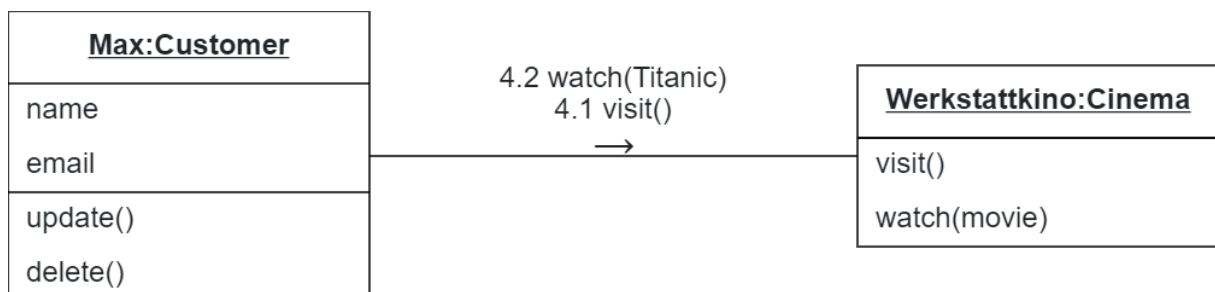 Max:Customer
name
email
update()
delete()
4.2 watch(Titanic)
4.1 visit()
Werkstattkino:Cinema
visit()
watch(movie)